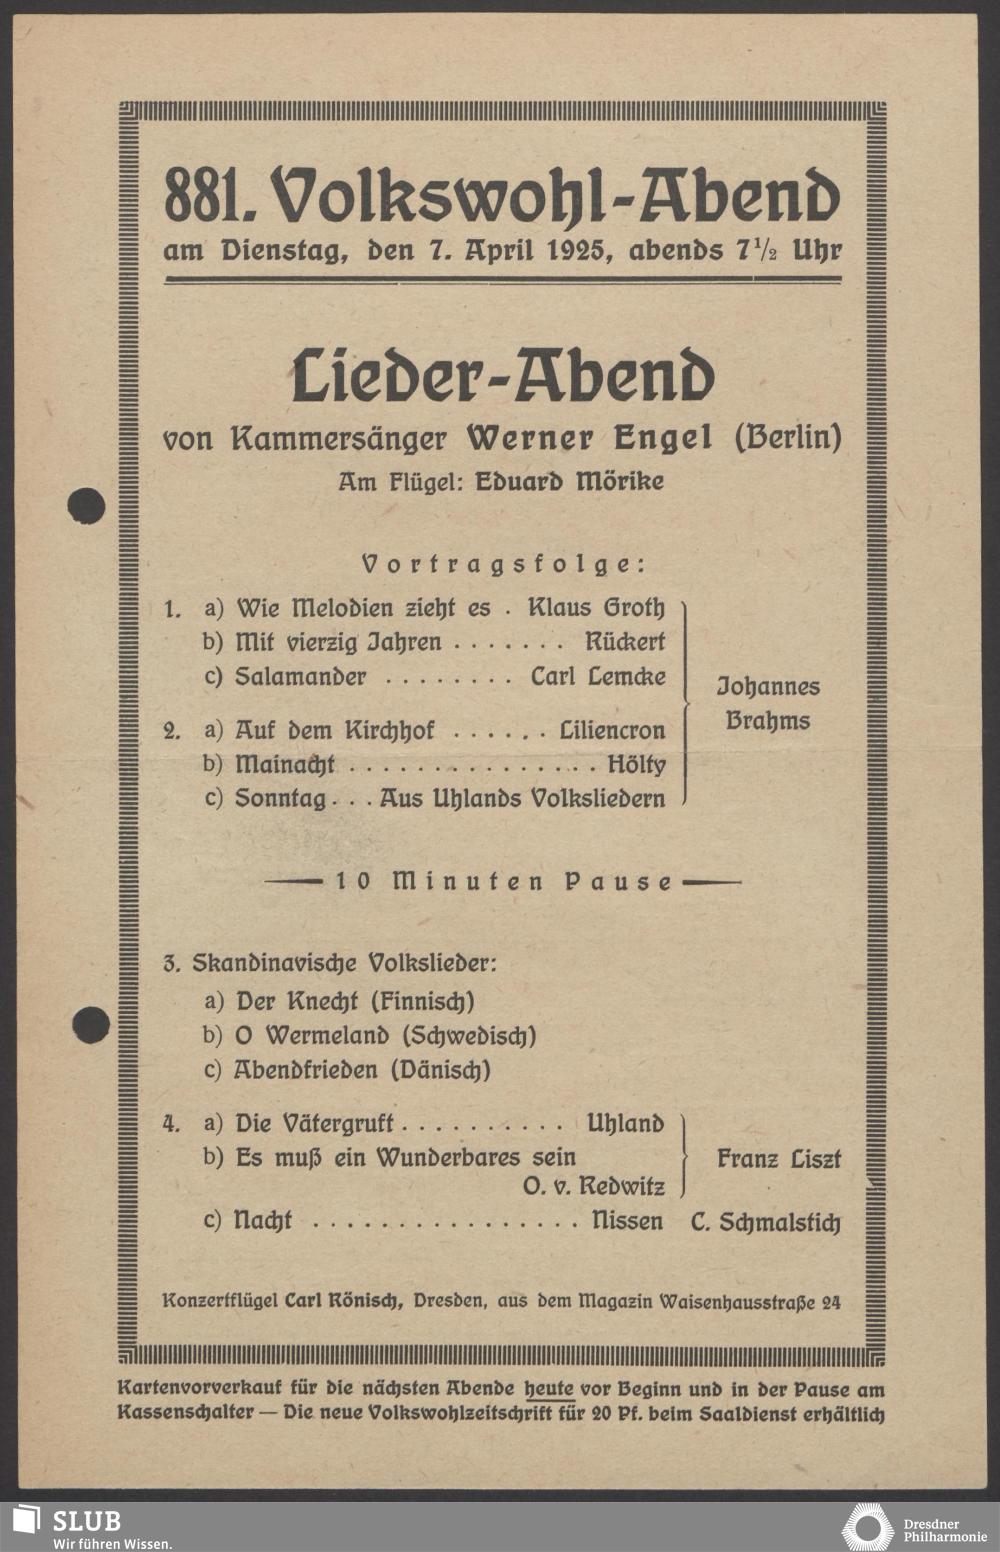 881. Volkswohl-Abend
am Dienstag, den 7. April 1925, abends 7 1/2 Uhr
Lieder-Abend
von Kammersänger Werner Engel (Berlin)
Am Flügel: Eduard Mörike
Vortragsfolge:
1. a) Wie Melodien zieht es . Klaus Groth
b) Mit vierzig Jahren . . . . . . . Rückert
c) Salamander . . . . . . . . Carl Lemcke
Johannes
Brahms
2. a) Auf dem Kirchhof . . . . . . Liliencron
b) Mainacht . . . . . . . . . . . . . . . Hölty
c) Sonntag . . . Aus Uhlands Volksliedern
10 Minuten Pause
3. Skandinavische Volkslieder:
a) Der Knecht (Finnisch)
b) O Wermeland (Schwedisch)
c) Abendfrieden (Dänisch)
4. a) Die Vätergruft . . . . . . . . . . Uhland
b) Es muß ein Wunderbares sein
Franz Liszt
O. v. Redwitz
c) Nacht . . . . . . . . . . . . . . . . Nissen C. Schmalstich
Konzertflügel Carl Rönisch, Dresden, aus dem Magazin Waisenhausstraße 24
Kartenvorverkauf für die nächsten Abende heute vor Beginn und in der Pause am
Kassenschalter — Die neue Volkswohlzeitschrift für 20 Pf. beim Saaldienst erhältlich
SLUB
Wir führen Wissen.
Dresdner
Philharmonie